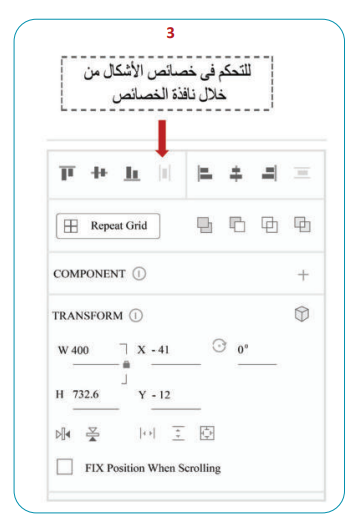 3
للتحكم فى خصائص الأشكال من
خلال نافذة الخصائص
Repeat Grid
COMPONENT
TRANSFORM
W 400 X - 41 0°
H 732.6 Y - 12
FIX Position When Scrolling